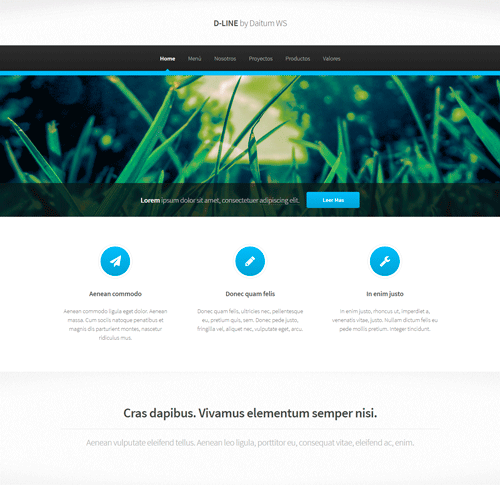 D-LINE by Daitum WS
Home Menú Nosotros Proyectos Productos Valores
Lorem ipsum dolor sit amet, consectetuer adipiscing elit. Leer Has
Aenean commodo
Aenean commodo ligula eget dolor. Aenean
massa. Cum sociis natoque penatibus et
magnis dis parturient montes, nascetur
ridiculus mus.
Donec quam felis
Donec quam felis, ultricies nec, pellentesque
eu, pretium quis, sem. Donec pede justo,
fringilla vel, aliquet nec, vulputate eget, arcu.
In enim justo
In enim justo, rhoncus ut, imperdiet a,
venenatis vitae, justo. Nullam dictum felis eu
pede mollis pretium. Integer tincidunt.
Cras dapibus. Vivamus elementum semper nisi.
Aenean vulputate eleifend tellus. Aenean leo ligula, porttitor eu, consequat vitae, eleifend ac, enim.